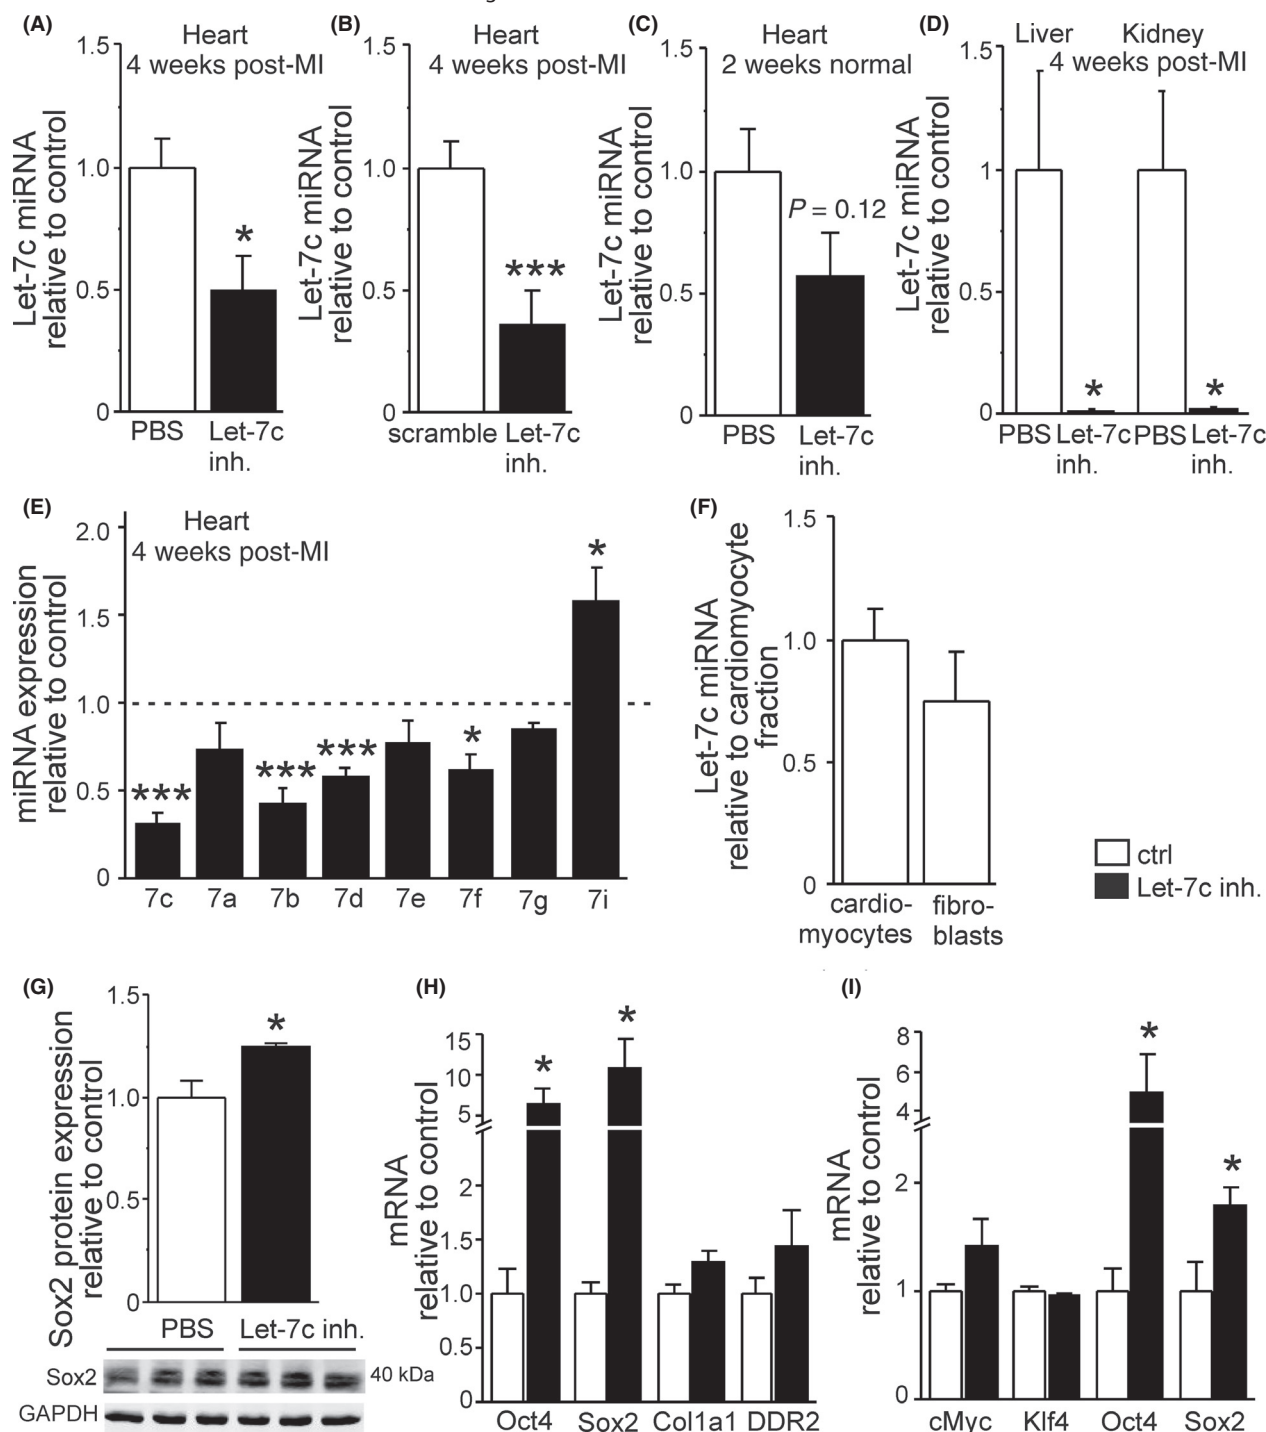 (A)
Heart
4 weeks post-MI
Let-7c miRNA
relative to control
1.5
1.0
0.5
0
*
PBS
Let-7c
inh.
(B)
Heart
4 weeks post-MI
Let-7c miRNA
relative to control
1.5
1.0
0.5
0
***
scramble
Let-7c
inh.
(C)
Heart
2 weeks normal
Let-7c miRNA
relative to control
1.5
1.0
0.5
0
P = 0.12
PBS
Let-7c
inh.
(D)
Liver
Kidney
4 weeks post-MI
Let-7c miRNA
relative to control
1.5
1
0.5
0
*
*
PBS
Let-7c
inh.
PBS
Let-7c
inh.
(E)
Heart
4 weeks post-MI
miRNA expression
relative to control
2.0
1.5
1.0
0.5
0
***
***
***
*
*
7c
7a
7b
7d
7e
7f
7g
7i
(F)
Let-7c miRNA
relative to cardiomyocyte
fraction
1.5
1.0
0.5
0
cardio-
myocytes
fibro-
blasts
ctrl
Let-7c inh.
(G)
Sox2 protein expression
relative to control
1.5
1.0
0.5
0
*
PBS
Let-7c inh.
Sox2
40 kDa
GAPDH
(H)
mRNA
relative to control
15
10
5
2
1.5
1.0
0.5
0
*
*
Oct4
Sox2
Col1a1
DDR2
(I)
mRNA
relative to control
8
6
4
2
1
0
*
*
cMyc
Klf4
Oct4
Sox2